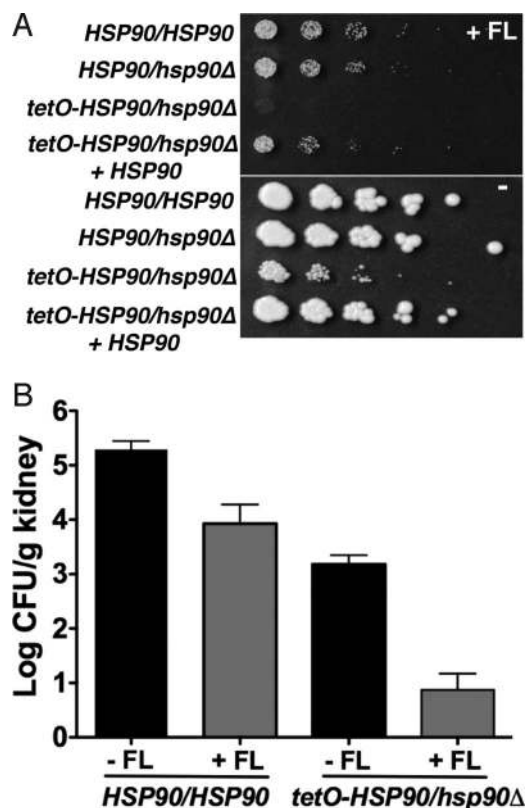 A
+ FL
HSP90/HSP90
HSP90/hsp90Δ
tetO-HSP90/hsp90Δ
tetO-HSP90/hsp90Δ
+ HSP90
-
HSP90/HSP90
HSP90/hsp90Δ
tetO-HSP90/hsp90Δ
tetO-HSP90/hsp90Δ
+ HSP90
B
Log CFU/g kidney
6
5
4
3
2
1
0
- FL
+ FL
- FL
+ FL
HSP90/HSP90
tetO-HSP90/hsp90Δ